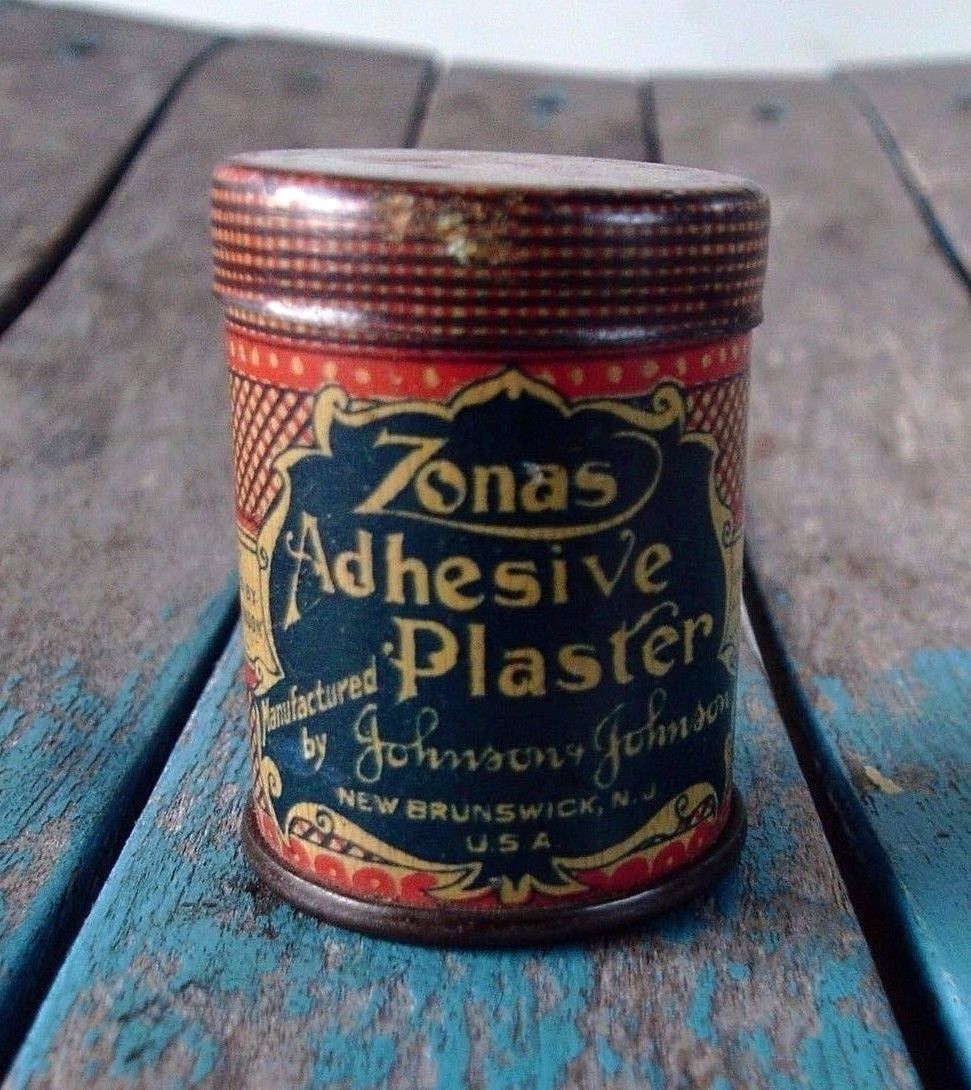 Zonas
Adhesive
Plaster
Manufactured
by Johnson & Johnson
NEW BRUNSWICK, N. J
U.S A